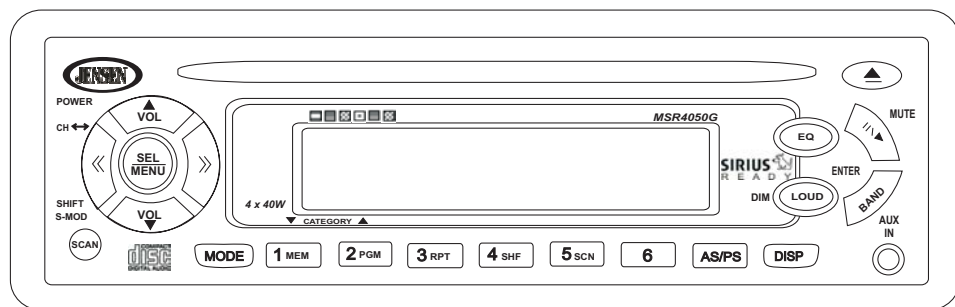 JENSEN
POWER
CH
VOL
SEL
MENU
VOL
SHIFT
S-MOD
SCAN
COMPACT
disc
DIGITAL AUDIO
MSR4050G
4 x 40W
CATEGORY
SIRIUS
READY
MUTE
EQ
ENTER
DIM
LOUD
BAND
AUX
IN
MODE
1 MEM
2 PGM
3 RPT
4 SHF
5 SCN
6
AS/PS
DISP